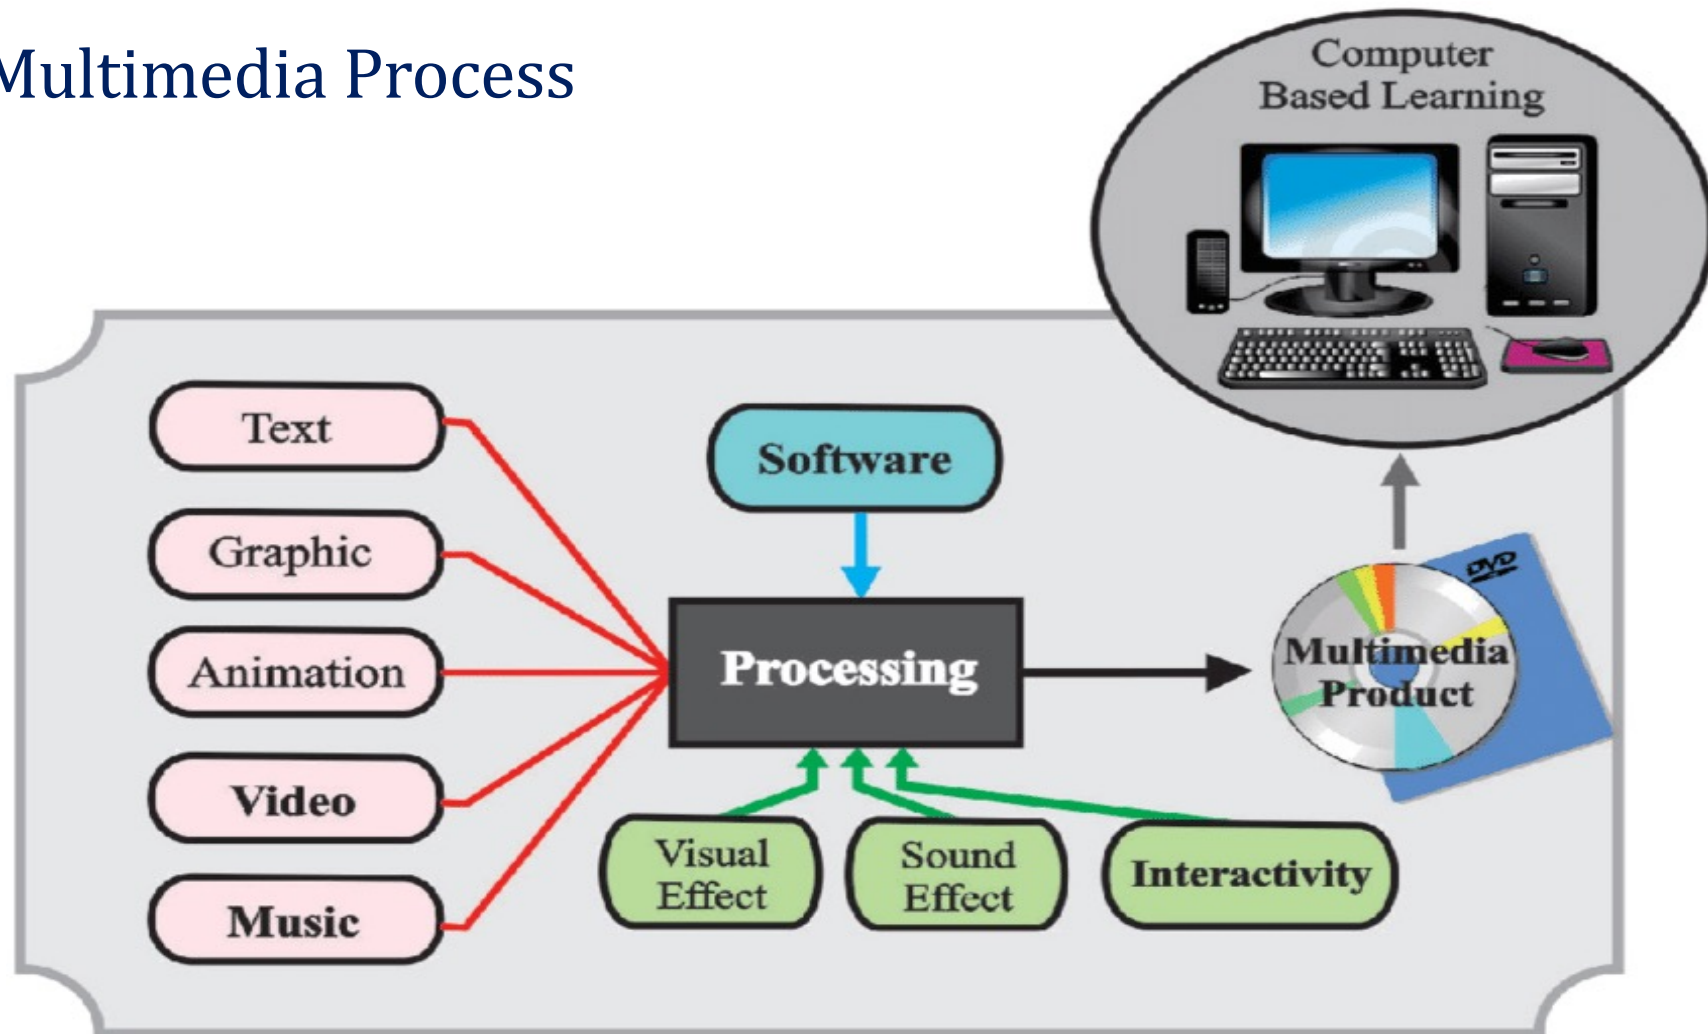 Multimedia Process
Computer
Based Learning
Text
Graphic
Animation
Video
Music
Software
Processing
Visual
Effect
Sound
Effect
Interactivity
DVD
Multimedia
Product